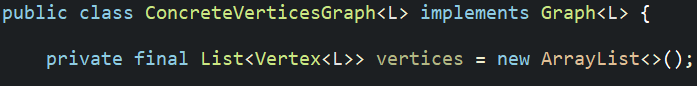 public class ConcreteVerticesGraph<L> implements Graph<L> {
private final List<Vertex<L>> vertices = new ArrayList<>();